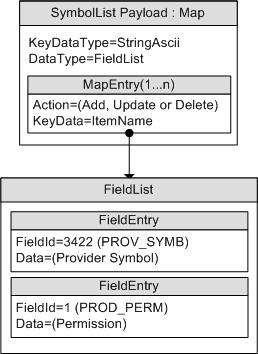 SymbolList Payload : Map
KeyDataType=StringAscii
DataType=FieldList
MapEntry(1...n)
Action=(Add, Update or Delete)
KeyData=ItemName
FieldList
FieldEntry
FieldId=3422 (PROV_SYMB)
Data=(Provider Symbol)
FieldEntry
FieldId=1 (PROD_PERM)
Data=(Permission)